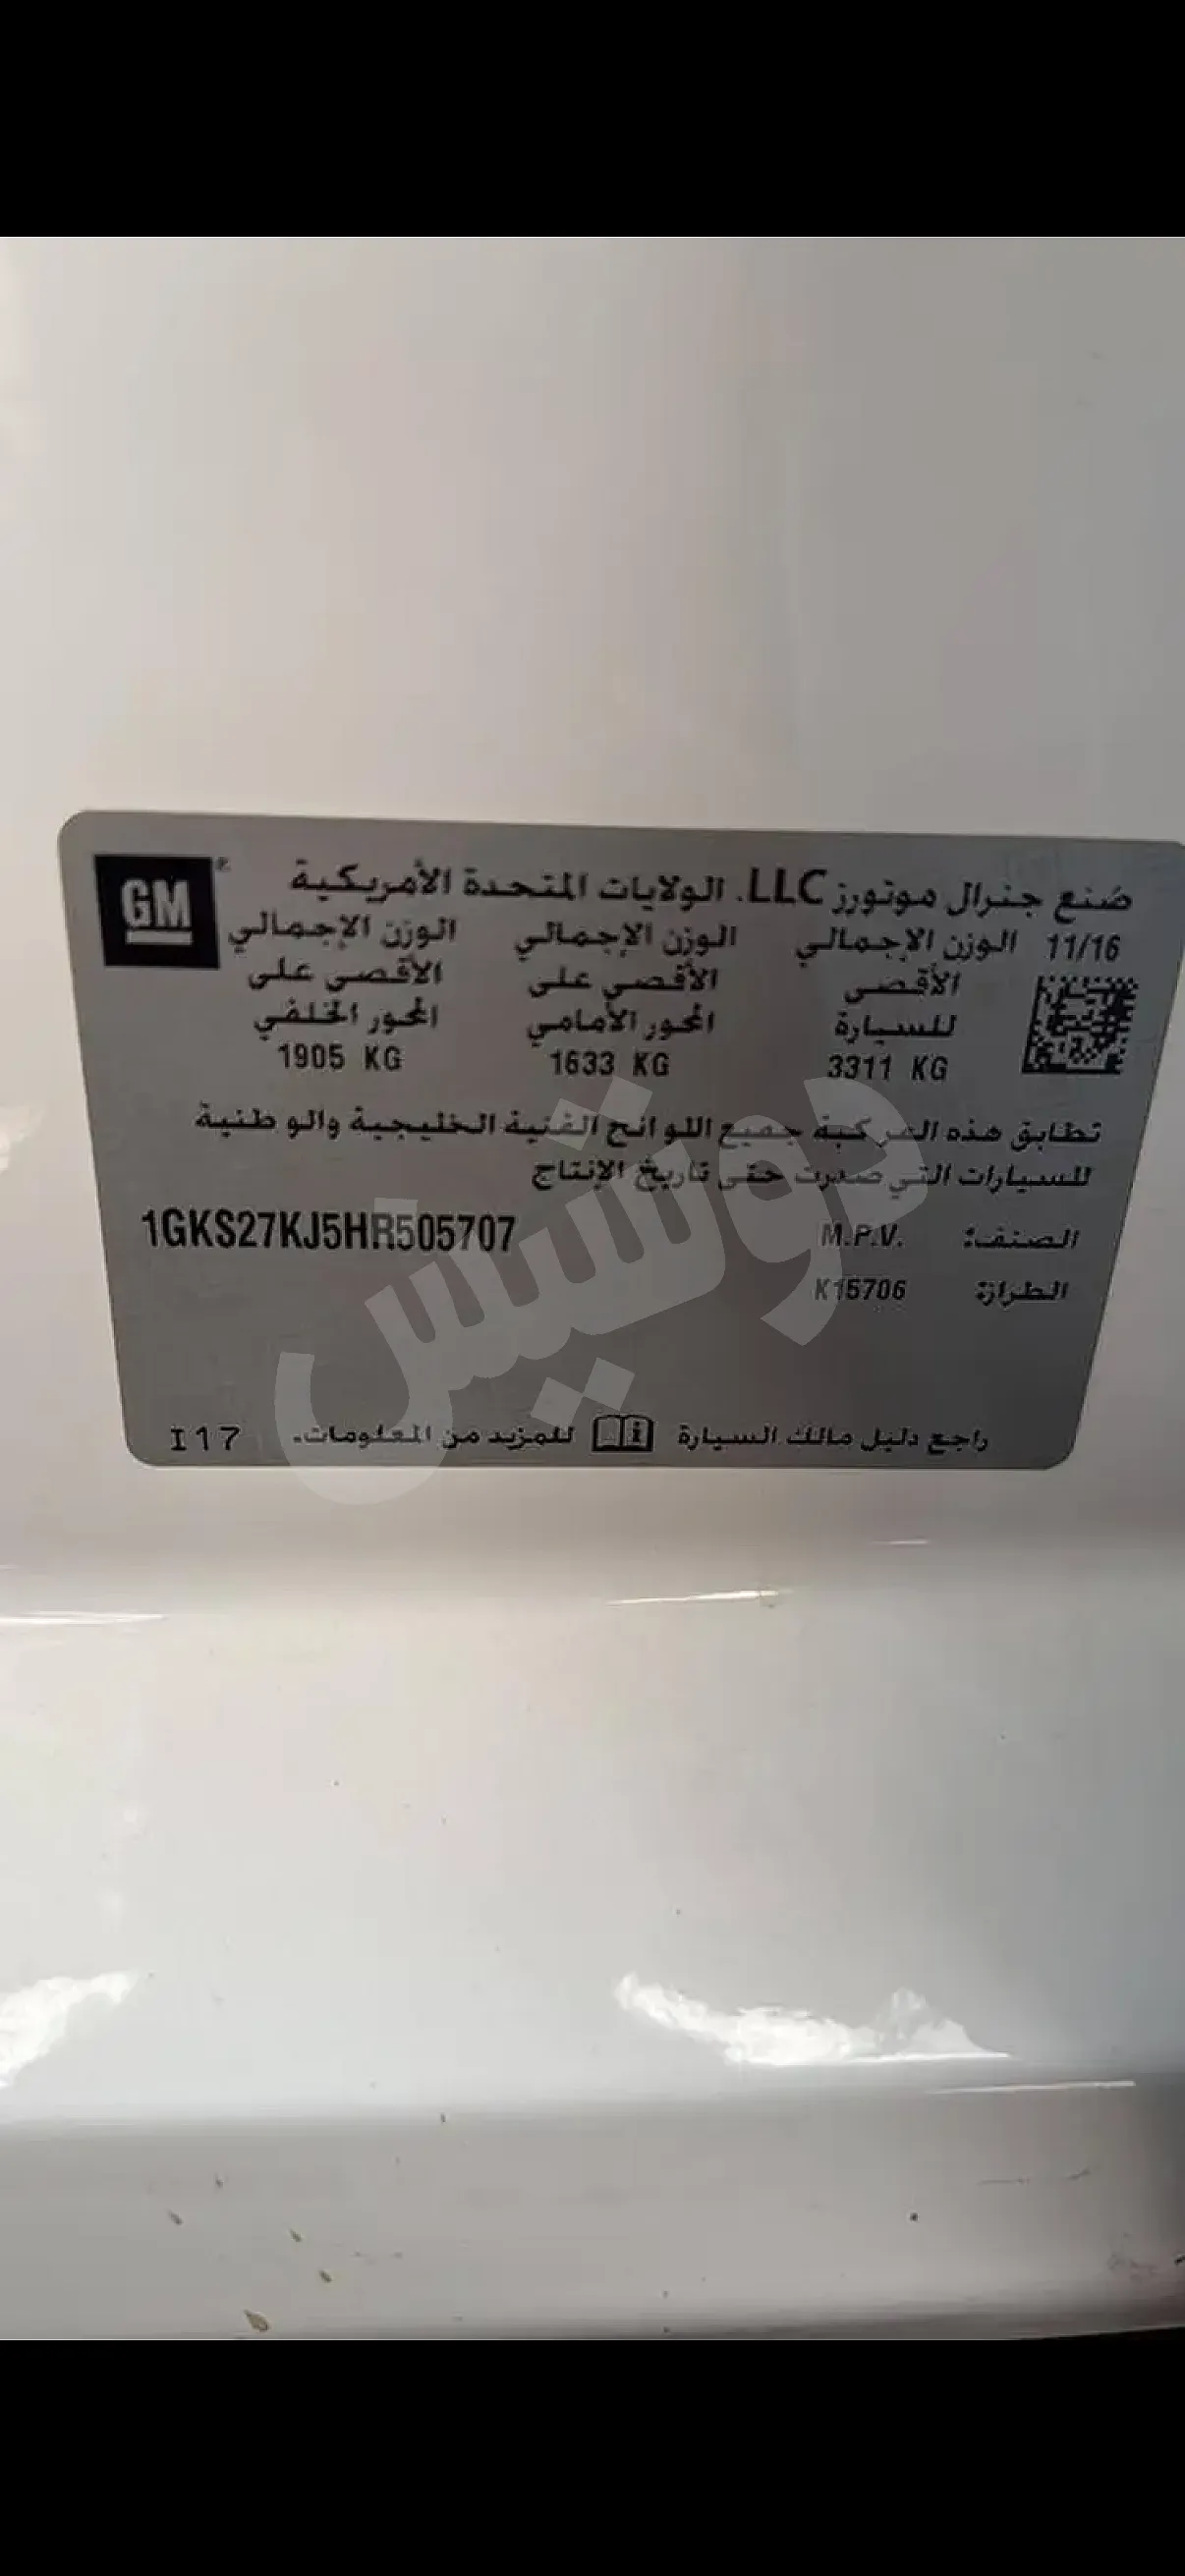 GM
صُنع جنرال موتورز LLC. الولايات المتحدة الأمريكية
11/16 الوزن الإجمالي الوزن الإجمالي الوزن الإجمالي
الأقصى الأقصى على الأقصى على
للسيارة المحور الأمامي المحور الخلفي
3311 KG 1633 KG 1905 KG
تطابق هذه المركبة جميع اللوائح الفنية الخليجية والوطنية
للسيارات التي صدرت حتى تاريخ الإنتاج
الصنف: M.P.V. 1GKS27KJ5HR505707
الطراز: K15706
راجع دليل مالك السيارة للمزيد من المعلومات. I17
دوشيش